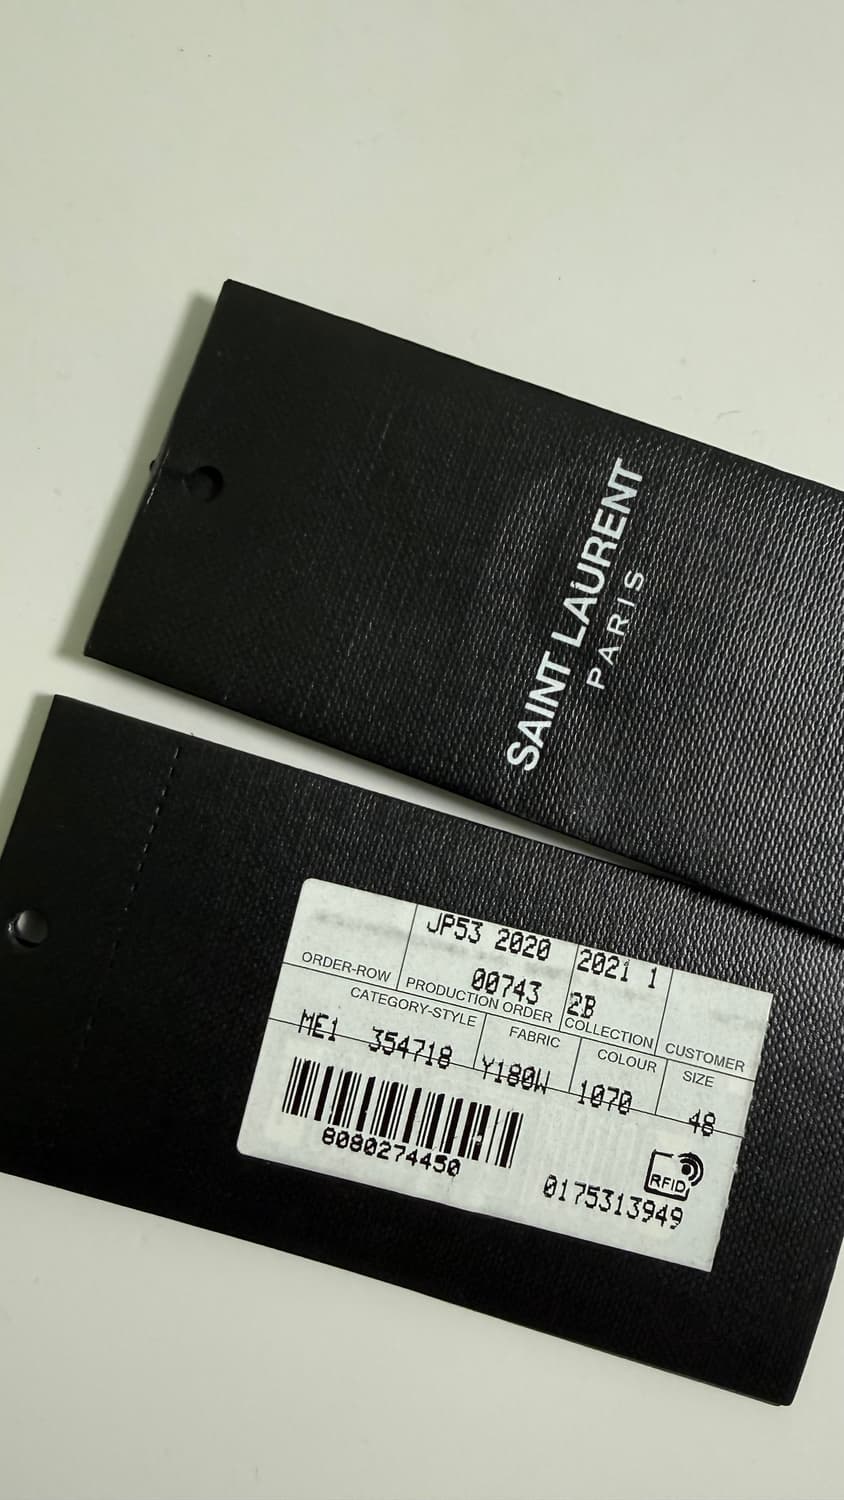 SAINT LAURENT
PARIS
JP53 2020 2021 1
ORDER-ROW 00743 2B
PRODUCTION ORDER COLLECTION CUSTOMER
CATEGORY-STYLE FABRIC COLOUR SIZE
ME1 354718 Y180W 1070 48
8080274450
RFID
0175313949